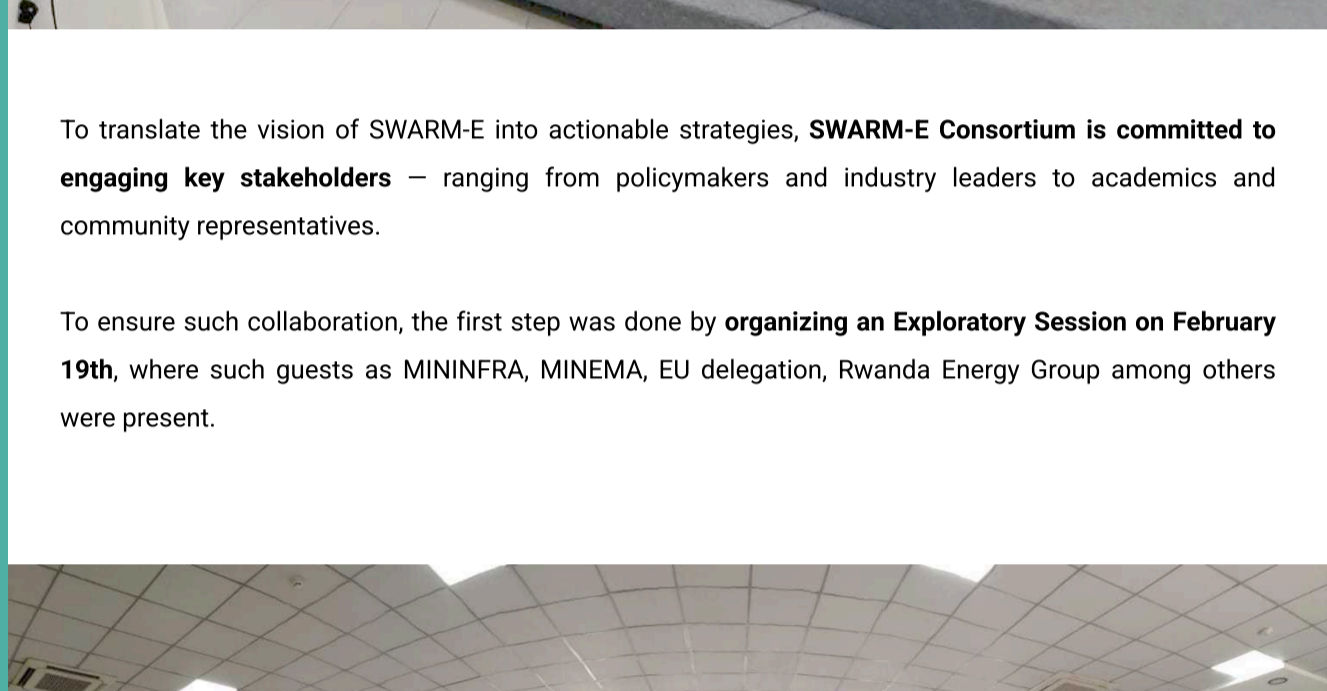 To translate the vision of SWARM-E into actionable strategies, SWARM-E Consortium is committed to
engaging key stakeholders — ranging from policymakers and industry leaders to academics and
community representatives.
To ensure such collaboration, the first step was done by organizing an Exploratory Session on February
19th, where such guests as MININFRA, MINEMA, EU delegation, Rwanda Energy Group among others
were present.